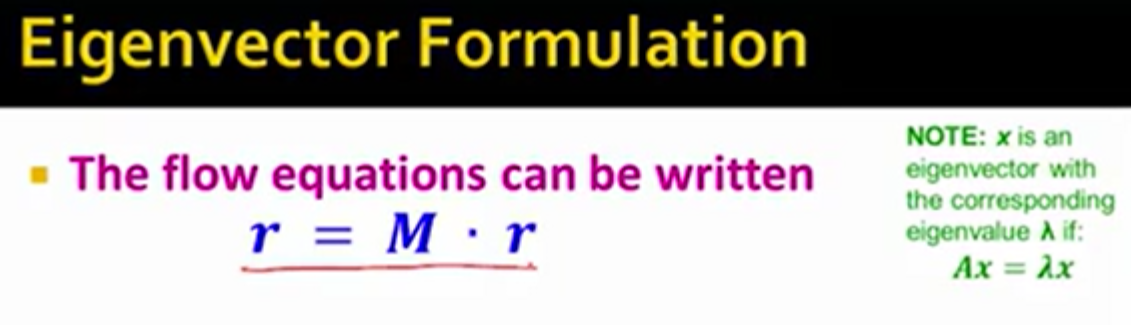 Eigenvector Formulation
The flow equations can be written
r = M · r
NOTE: x is an
eigenvector with
the corresponding
eigenvalue λ if:
Ax = λx